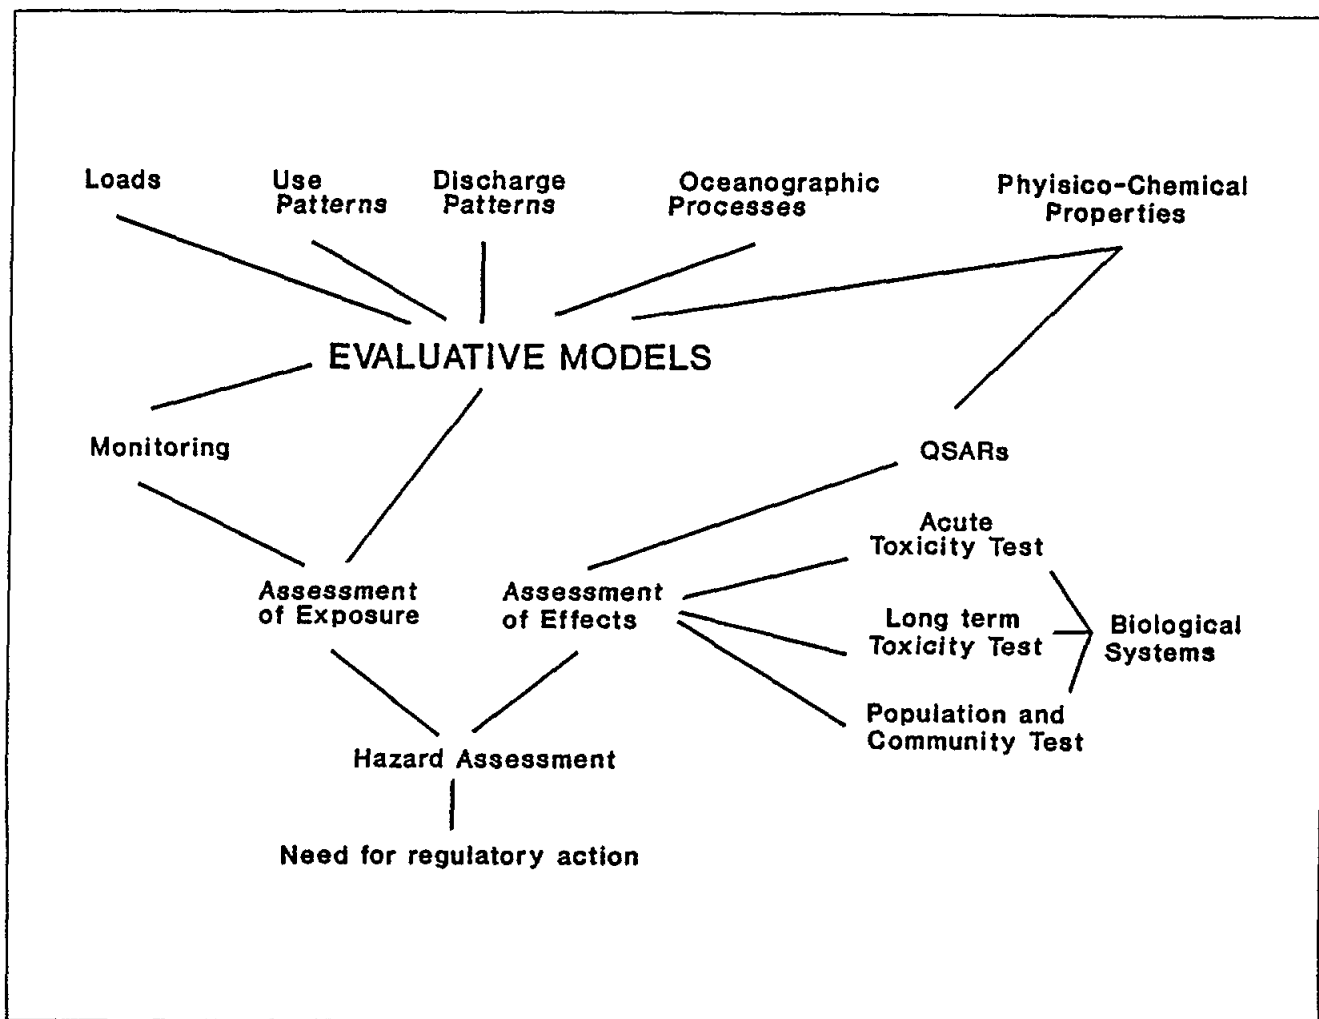 Loads
Use
Patterns
Discharge
Patterns
Oceanographic
Processes
Phyisico-Chemical
Properties
EVALUATIVE MODELS
Monitoring
QSARs
Acute
Toxicity Test
Assessment
of Exposure
Assessment
of Effects
Long term
Toxicity Test
Biological
Systems
Population and
Community Test
Hazard Assessment
Need for regulatory action